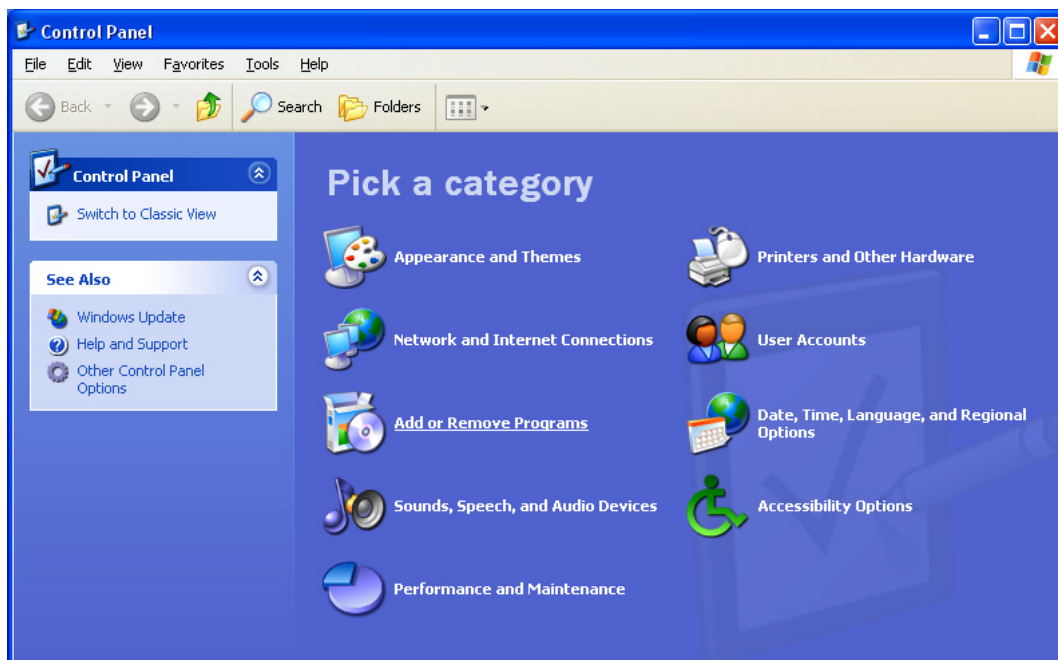 Control Panel
File Edit View Favorites Tools Help
Back Search Folders
Control Panel
Switch to Classic View
See Also
Windows Update
Help and Support
Other Control Panel
Options
Pick a category
Appearance and Themes
Printers and Other Hardware
Network and Internet Connections
User Accounts
Add or Remove Programs
Date, Time, Language, and Regional
Options
Sounds, Speech, and Audio Devices
Accessibility Options
Performance and Maintenance